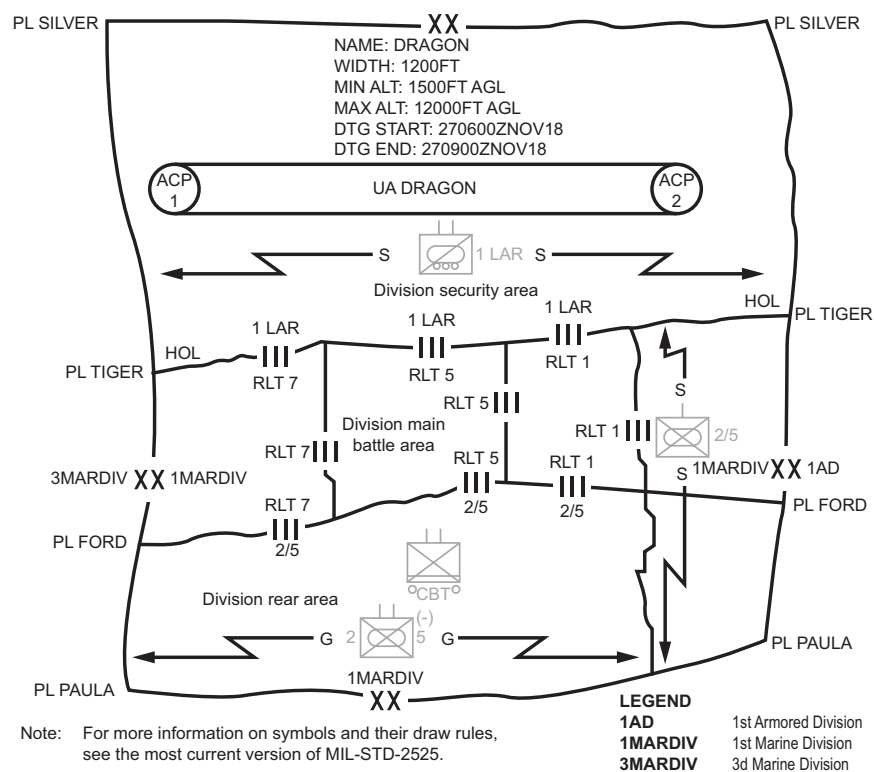 PL SILVER
XX
PL SILVER
NAME: DRAGON
WIDTH: 1200FT
MIN ALT: 1500FT AGL
MAX ALT: 12000FT AGL
DTG START: 270600ZNOV18
DTG END: 270900ZNOV18
ACP
1
UA DRAGON
ACP
2
S
1 LAR
S
Division security area
1 LAR
1 LAR
1 LAR
HOL
PL TIGER
HOL
RLT 7
RLT 5
RLT 1
PL TIGER
S
RLT 5
Division main
battle area
RLT 7
RLT 1
2/5
3MARDIV XX 1MARDIV
RLT 5
RLT 1
S
1MARDIV XX 1AD
RLT 7
2/5
2/5
PL FORD
PL FORD
2/5
CBT
Division rear area
(-)
G
2
5
G
PL PAULA
1MARDIV
PL PAULA
XX
LEGEND
1AD 1st Armored Division
1MARDIV 1st Marine Division
3MARDIV 3d Marine Division
Note: For more information on symbols and their draw rules,
see the most current version of MIL-STD-2525.